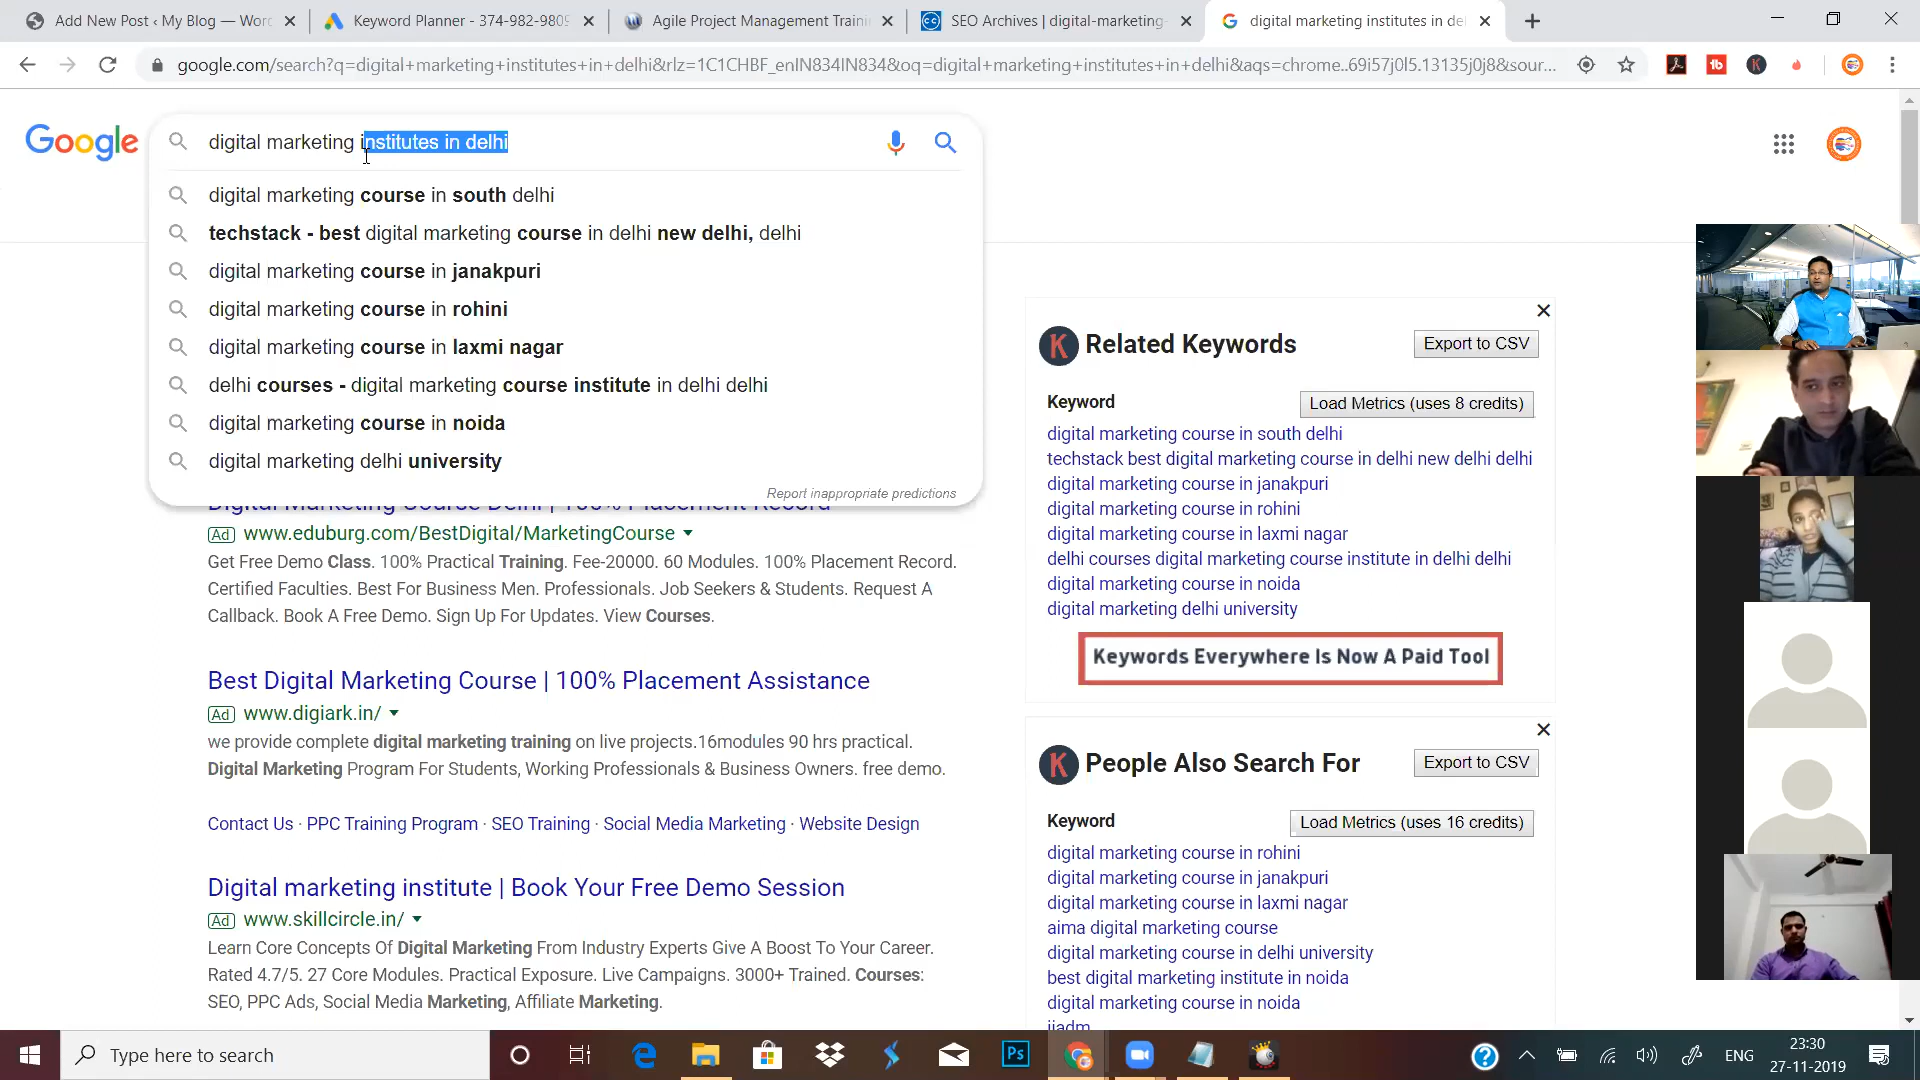 Add New Post ‹ My Blog — Wor
Keyword Planner - 374-982-9809
Agile Project Management Traini
SEO Archives | digital-marketing-
digital marketing institutes in del
google.com/search?q=digital+marketing+institutes+in+delhi&rlz=1C1CHBF_enIN834IN834&oq=digital+marketing+institutes+in+delhi&aqs=chrome..69i57j0l5.13135j0j8&sour...
Google
digital marketing institutes in delhi
digital marketing course in south delhi
techstack - best digital marketing course in delhi new delhi, delhi
digital marketing course in janakpuri
digital marketing course in rohini
digital marketing course in laxmi nagar
delhi courses - digital marketing course institute in delhi delhi
digital marketing course in noida
digital marketing delhi university
Report inappropriate predictions
Digital Marketing Course Delhi | 100% Placement Record
Ad www.eduburg.com/BestDigital/MarketingCourse
Get Free Demo Class. 100% Practical Training. Fee-20000. 60 Modules. 100% Placement Record.
Certified Faculties. Best For Business Men. Professionals. Job Seekers & Students. Request A
Callback. Book A Free Demo. Sign Up For Updates. View Courses.
Best Digital Marketing Course | 100% Placement Assistance
Ad www.digiark.in/
we provide complete digital marketing training on live projects.16modules 90 hrs practical.
Digital Marketing Program For Students, Working Professionals & Business Owners. free demo.
Contact Us · PPC Training Program · SEO Training · Social Media Marketing · Website Design
Digital marketing institute | Book Your Free Demo Session
Ad www.skillcircle.in/
Learn Core Concepts Of Digital Marketing From Industry Experts Give A Boost To Your Career.
Rated 4.7/5. 27 Core Modules. Practical Exposure. Live Campaigns. 3000+ Trained. Courses:
SEO, PPC Ads, Social Media Marketing, Affiliate Marketing.
K Related Keywords
Export to CSV
Keyword
Load Metrics (uses 8 credits)
digital marketing course in south delhi
techstack best digital marketing course in delhi new delhi delhi
digital marketing course in janakpuri
digital marketing course in rohini
digital marketing course in laxmi nagar
delhi courses digital marketing course institute in delhi delhi
digital marketing course in noida
digital marketing delhi university
Keywords Everywhere Is Now A Paid Tool
K People Also Search For
Export to CSV
Keyword
Load Metrics (uses 16 credits)
digital marketing course in rohini
digital marketing course in janakpuri
digital marketing course in laxmi nagar
aima digital marketing course
digital marketing course in delhi university
best digital marketing institute in noida
digital marketing course in noida
iiadm
Type here to search
Ps
ENG
23:30
27-11-2019